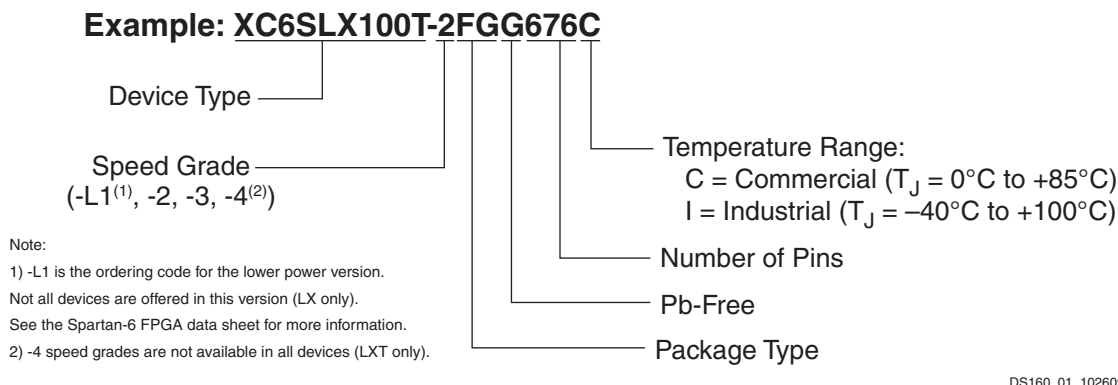 Example: XC6SLX100T-2FGG676C
Device Type
Speed Grade
(-L1(1), -2, -3, -4(2))
Temperature Range:
C = Commercial (TJ = 0°C to +85°C)
I = Industrial (TJ = –40°C to +100°C)
Number of Pins
Pb-Free
Package Type
Note:
1) -L1 is the ordering code for the lower power version.
Not all devices are offered in this version (LX only).
See the Spartan-6 FPGA data sheet for more information.
2) -4 speed grades are not available in all devices (LXT only).